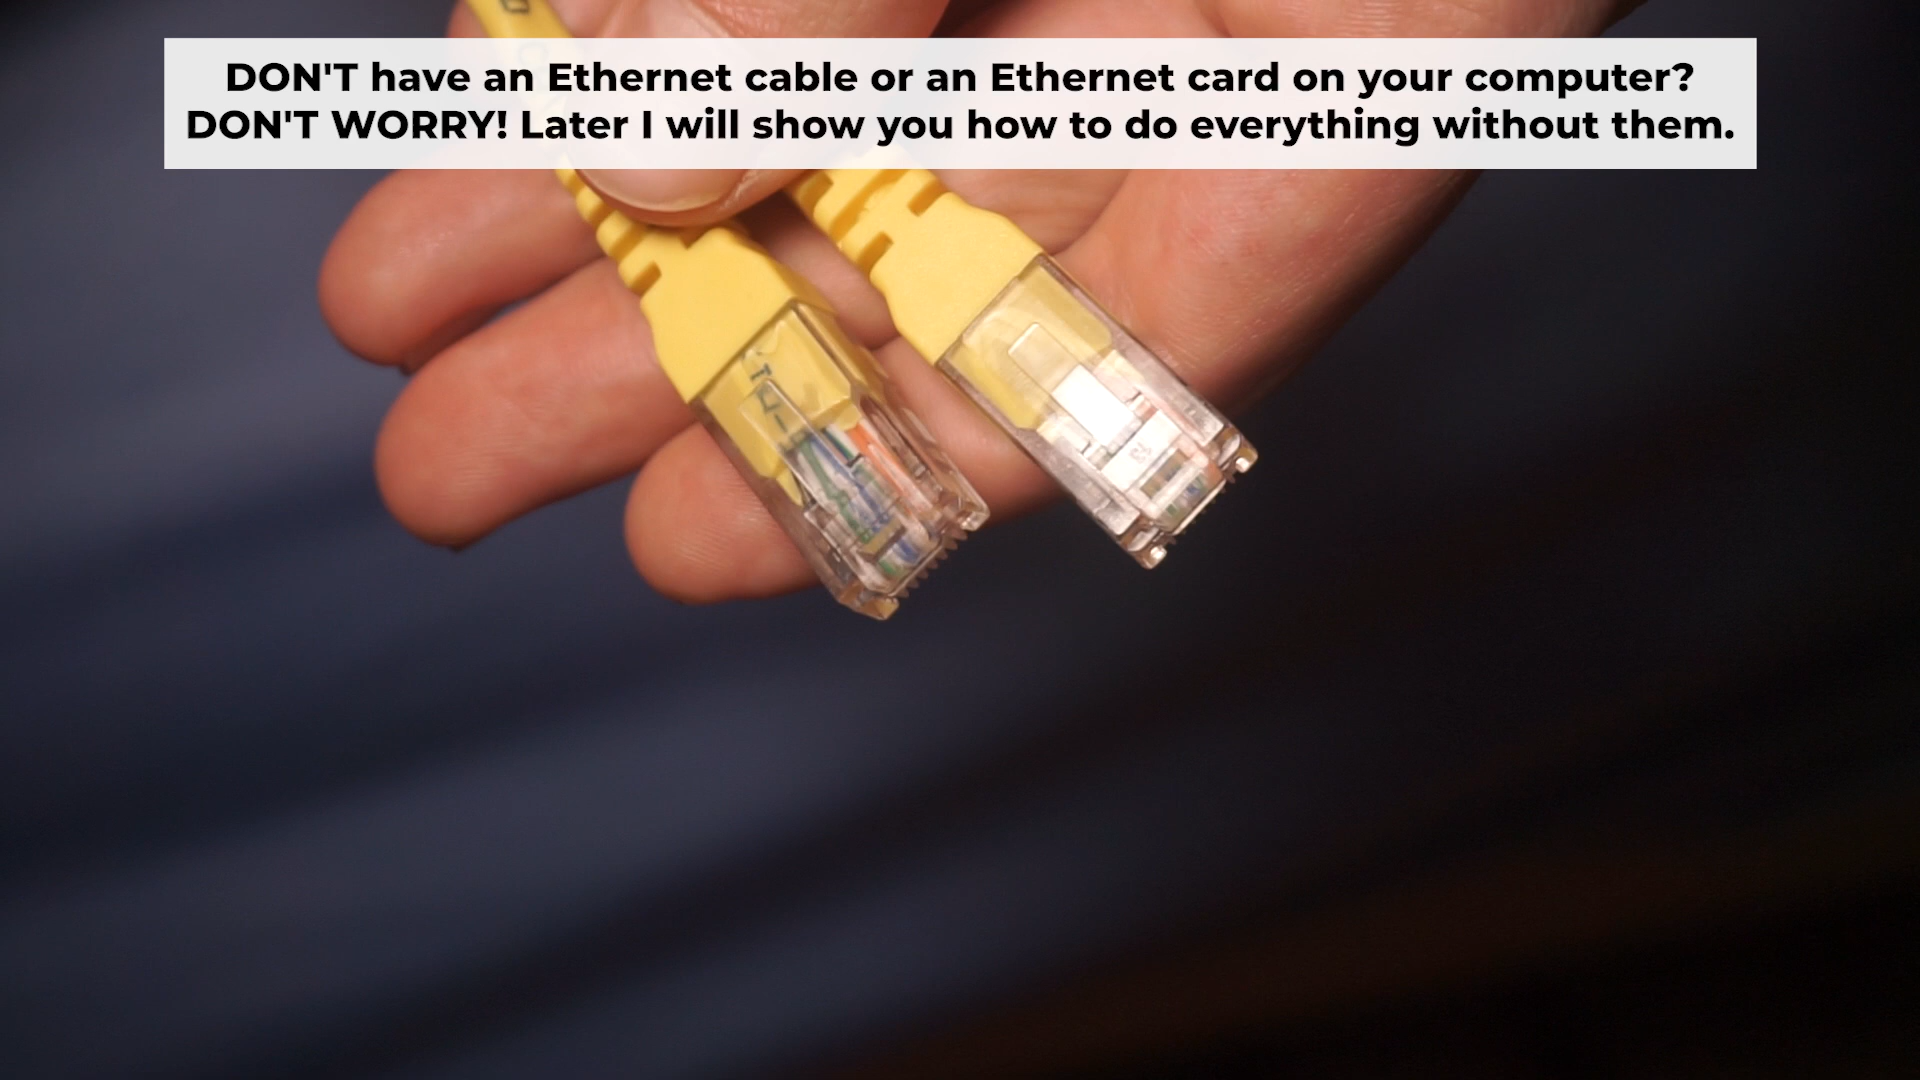 DON'T have an Ethernet cable or an Ethernet card on your computer?
DON'T WORRY! Later I will show you how to do everything without them.